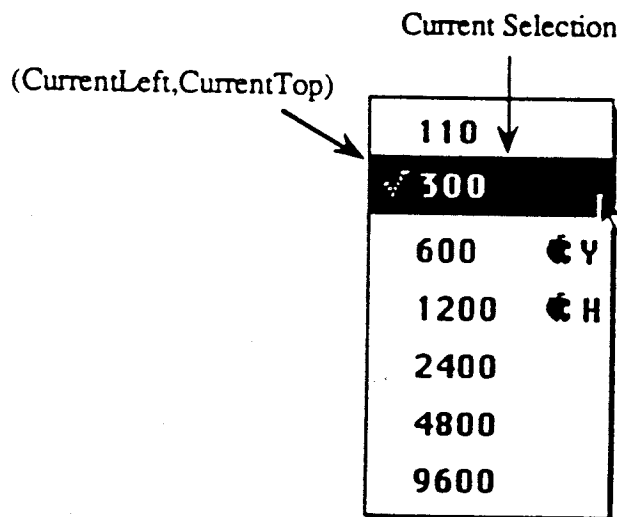 Current Selection
(CurrentLeft,CurrentTop)
110
✓ 300
600 Y
1200 H
2400
4800
9600